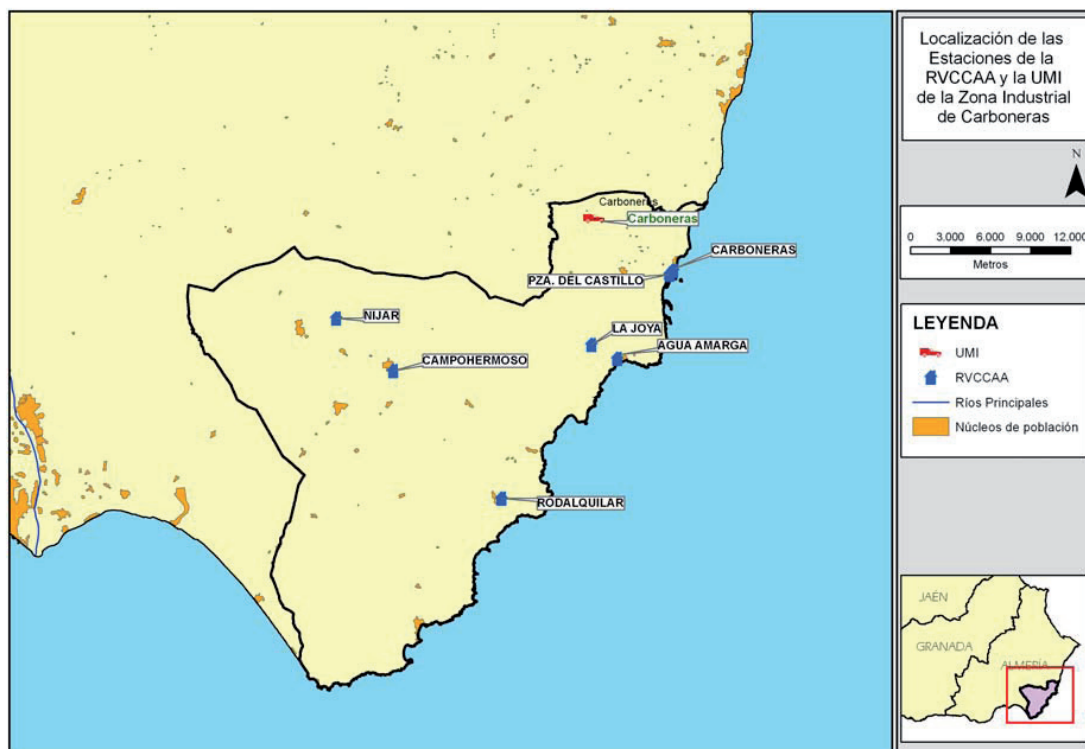 Localización de las
Estaciones de la
RVCCAA y la UMI
de la Zona Industrial
de Carboneras
N
0 3.000 6.000 9.000 12.000
Metros
LEYENDA
UMI
RVCCAA
Ríos Principales
Núcleos de población
JAÉN
GRANADA
ALMERÍA
Carboneras
Carboneras
CARBONERAS
PZA. DEL CASTILLO
NIJAR
LA JOYA
AGUA AMARGA
CAMPOHERMOSO
RODALQUILAR